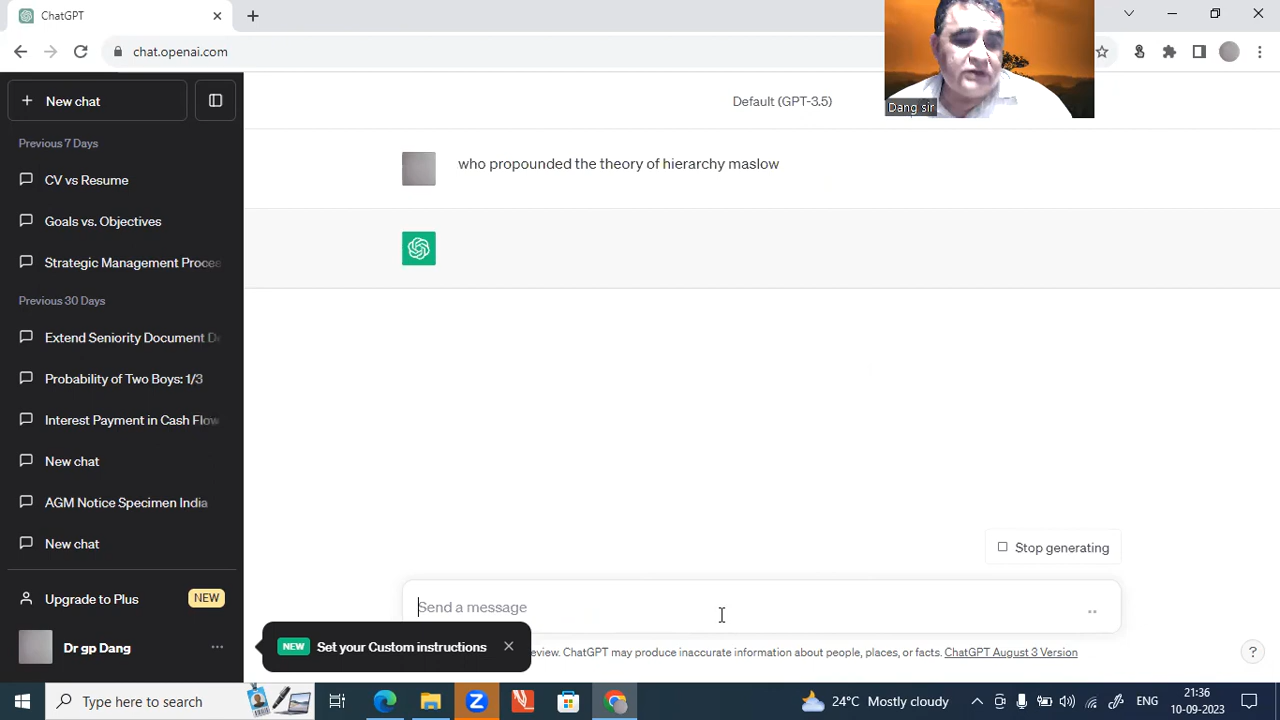 ChatGPT
chat.openai.com
Dang sir
New chat
Default (GPT-3.5)
Previous 7 Days
CV vs Resume
Goals vs. Objectives
Strategic Management Proce
Previous 30 Days
Extend Seniority Document D
Probability of Two Boys: 1/3
Interest Payment in Cash Flow
New chat
AGM Notice Specimen India
New chat
Upgrade to Plus
NEW
Dr gp Dang
who propounded the theory of hierarchy maslow
Stop generating
Send a message
NEW
Set your Custom instructions
eview. ChatGPT may produce inaccurate information about people, places, or facts. ChatGPT August 3 Version
?
Type here to search
24°C Mostly cloudy
ENG
21:36
10-09-2023